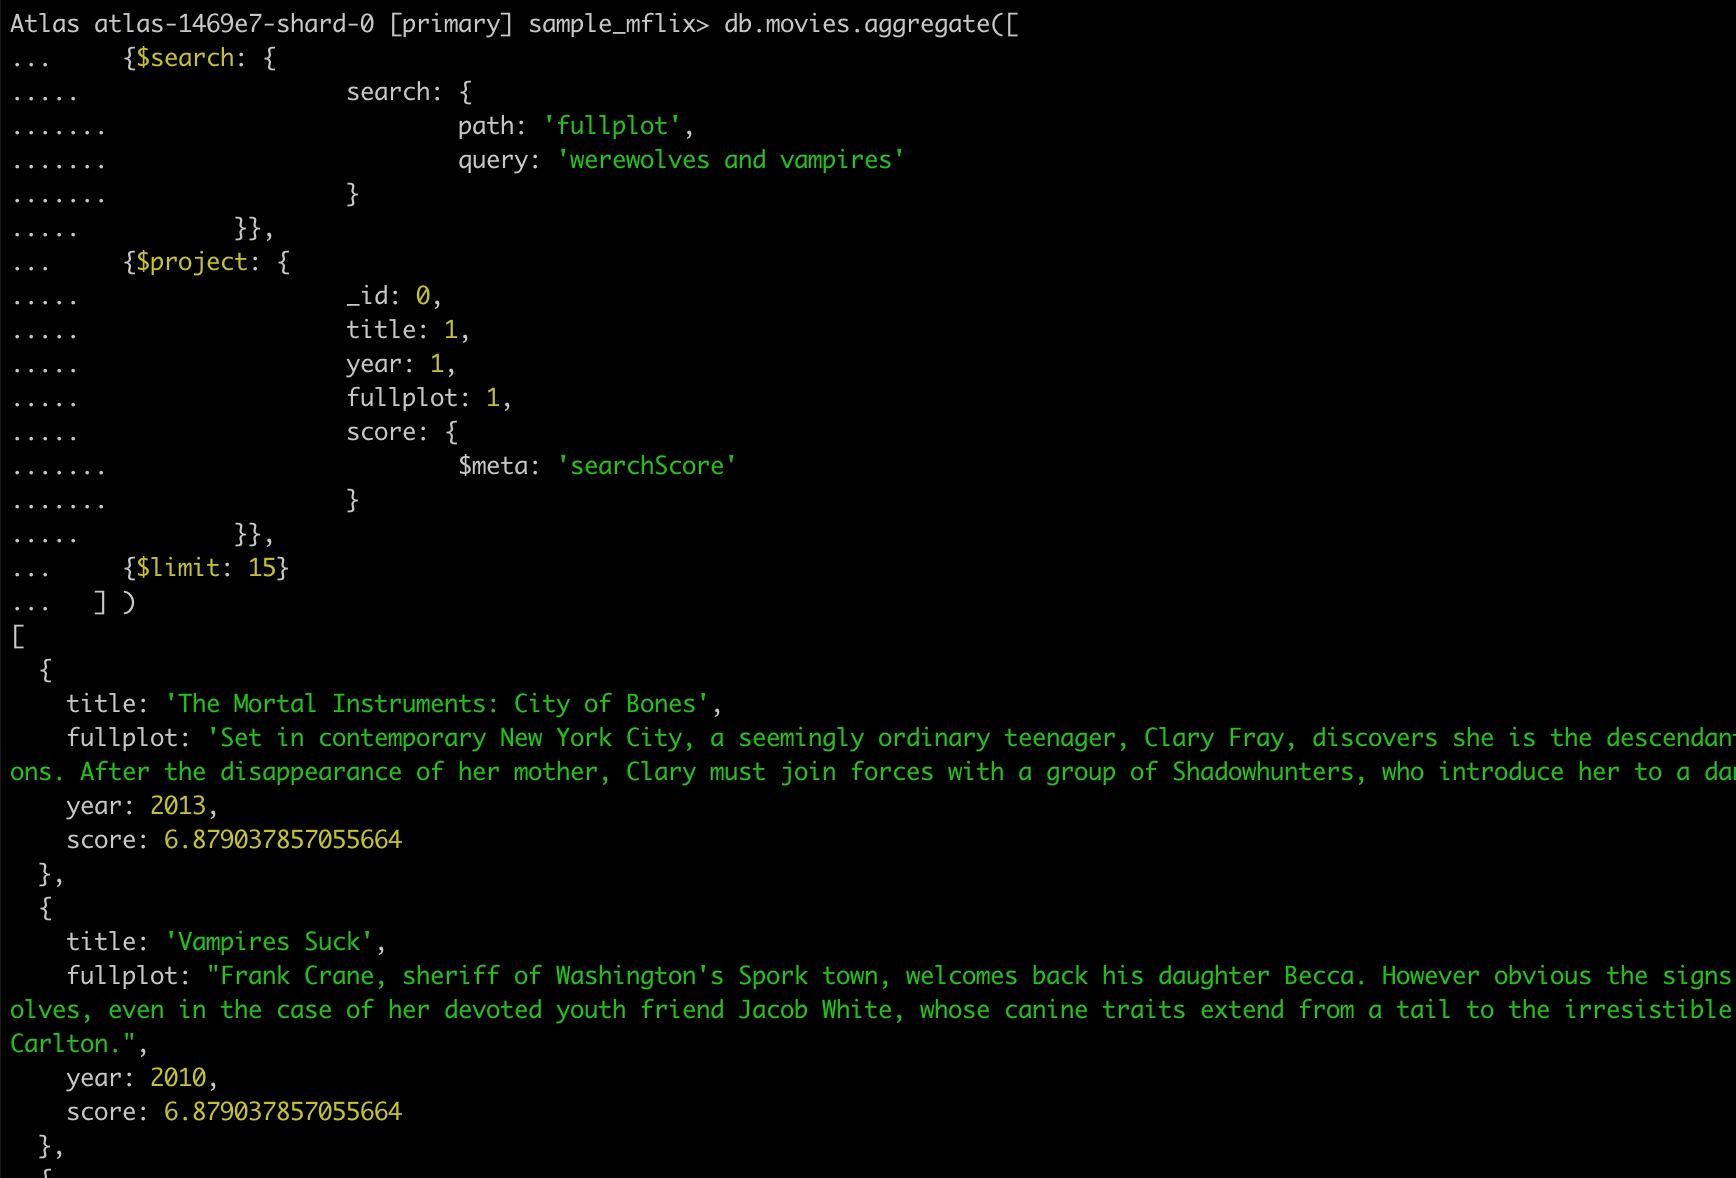 Atlas atlas-1469e7-shard-0 [primary] sample_mflix> db.movies.aggregate([
...     {$search: {
.....                   search: {
.......                         path: 'fullplot',
.......                         query: 'werewolves and vampires'
.......                 }
.....           }},
...     {$project: {
.....                   _id: 0,
.....                   title: 1,
.....                   year: 1,
.....                   fullplot: 1,
.....                   score: {
.......                         $meta: 'searchScore'
.......                 }
.....           }},
...     {$limit: 15}
...   ] )
[
  {
    title: 'The Mortal Instruments: City of Bones',
    fullplot: 'Set in contemporary New York City, a seemingly ordinary teenager, Clary Fray, discovers she is the descendan
ons. After the disappearance of her mother, Clary must join forces with a group of Shadowhunters, who introduce her to a da
    year: 2013,
    score: 6.879037857055664
  },
  {
    title: 'Vampires Suck',
    fullplot: "Frank Crane, sheriff of Washington's Spork town, welcomes back his daughter Becca. However obvious the signs
olves, even in the case of her devoted youth friend Jacob White, whose canine traits extend from a tail to the irresistible
Carlton.",
    year: 2010,
    score: 6.879037857055664
  },
  {